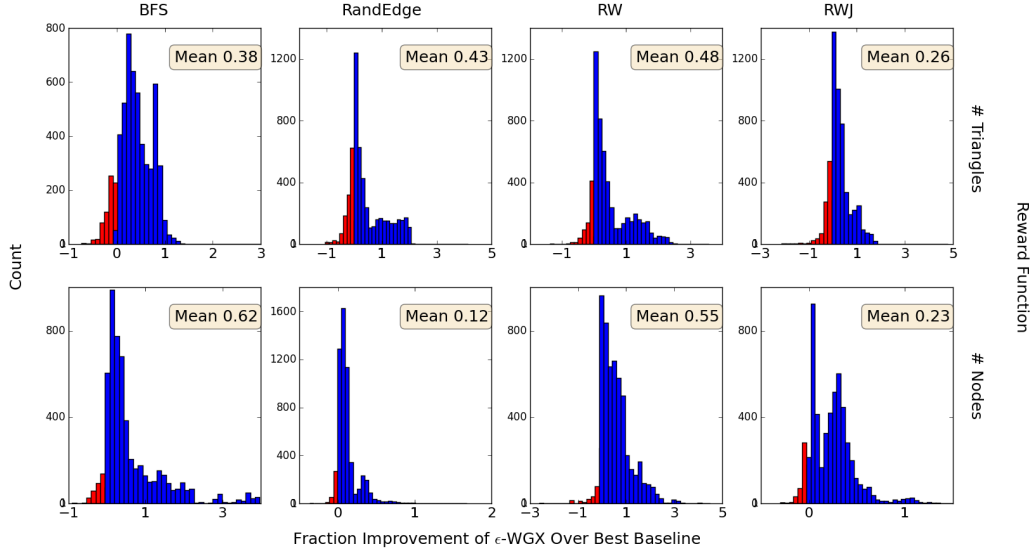 BFS RandEdge RW RWJ
800 600 400 200 0
Mean 0.38
−1 0 1 2 3
1200 800 400 0
Mean 0.43
−1 1 3 5
1200 800 400 0
Mean 0.48
−3 −1 1 3
1200 800 400 0
Mean 0.26
−3 −1 1 3 5
# Triangles
800 400 0
Mean 0.62
−1 1 3
1600 1200 800 400 0
Mean 0.12
0 1 2
800 400 0
Mean 0.55
−3 −1 1 3 5
800 400 0
Mean 0.23
0 1
# Nodes
Count
Reward Function
Fraction Improvement of ϵ-WGX Over Best Baseline